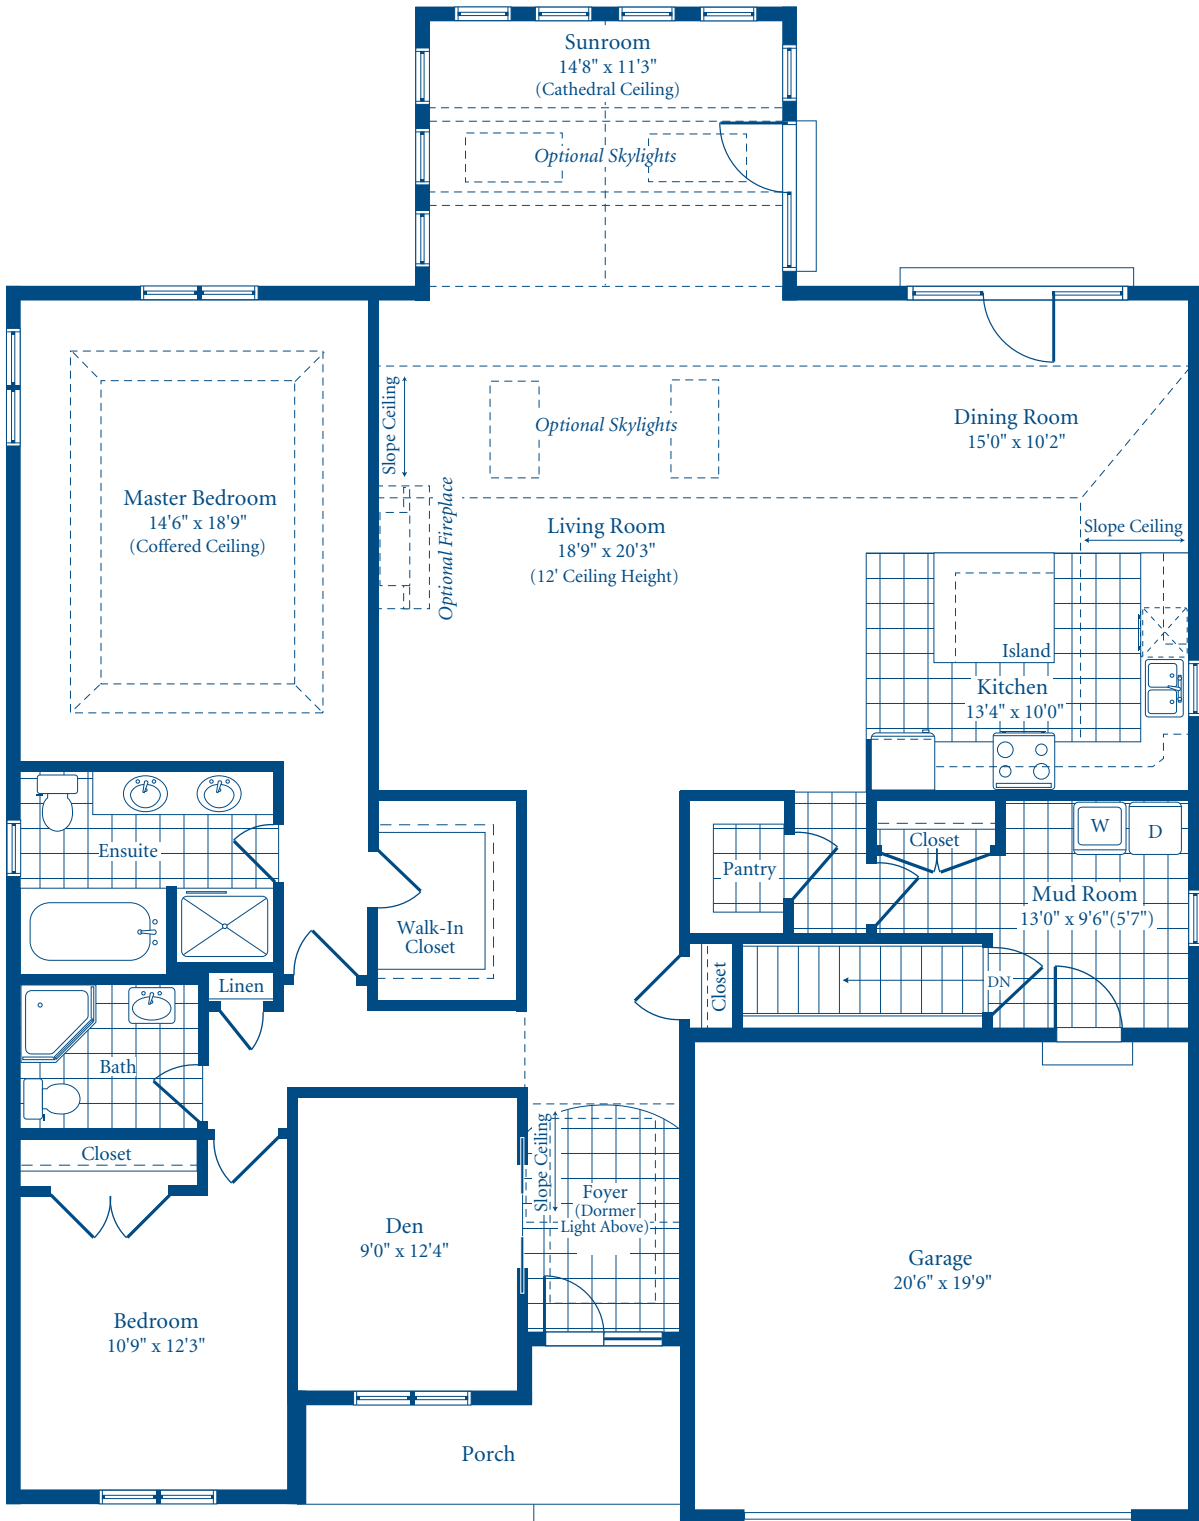 Sunroom
14'8" x 11'3"
(Cathedral Ceiling)
Optional Skylights
Slope Ceiling
Optional Skylights
Dining Room
15'0" x 10'2"
Master Bedroom
14'6" x 18'9"
(Coffered Ceiling)
Optional Fireplace
Living Room
18'9" x 20'3"
(12' Ceiling Height)
Slope Ceiling
Island
Kitchen
13'4" x 10'0"
Ensuite
Walk-In
Closet
Pantry
Closet
W
D
Mud Room
13'0" x 9'6"(5'7")
Linen
Closet
DN
Bath
Closet
Slope Ceiling
Foyer
(Dormer
Light Above)
Den
9'0" x 12'4"
Garage
20'6" x 19'9"
Bedroom
10'9" x 12'3"
Porch